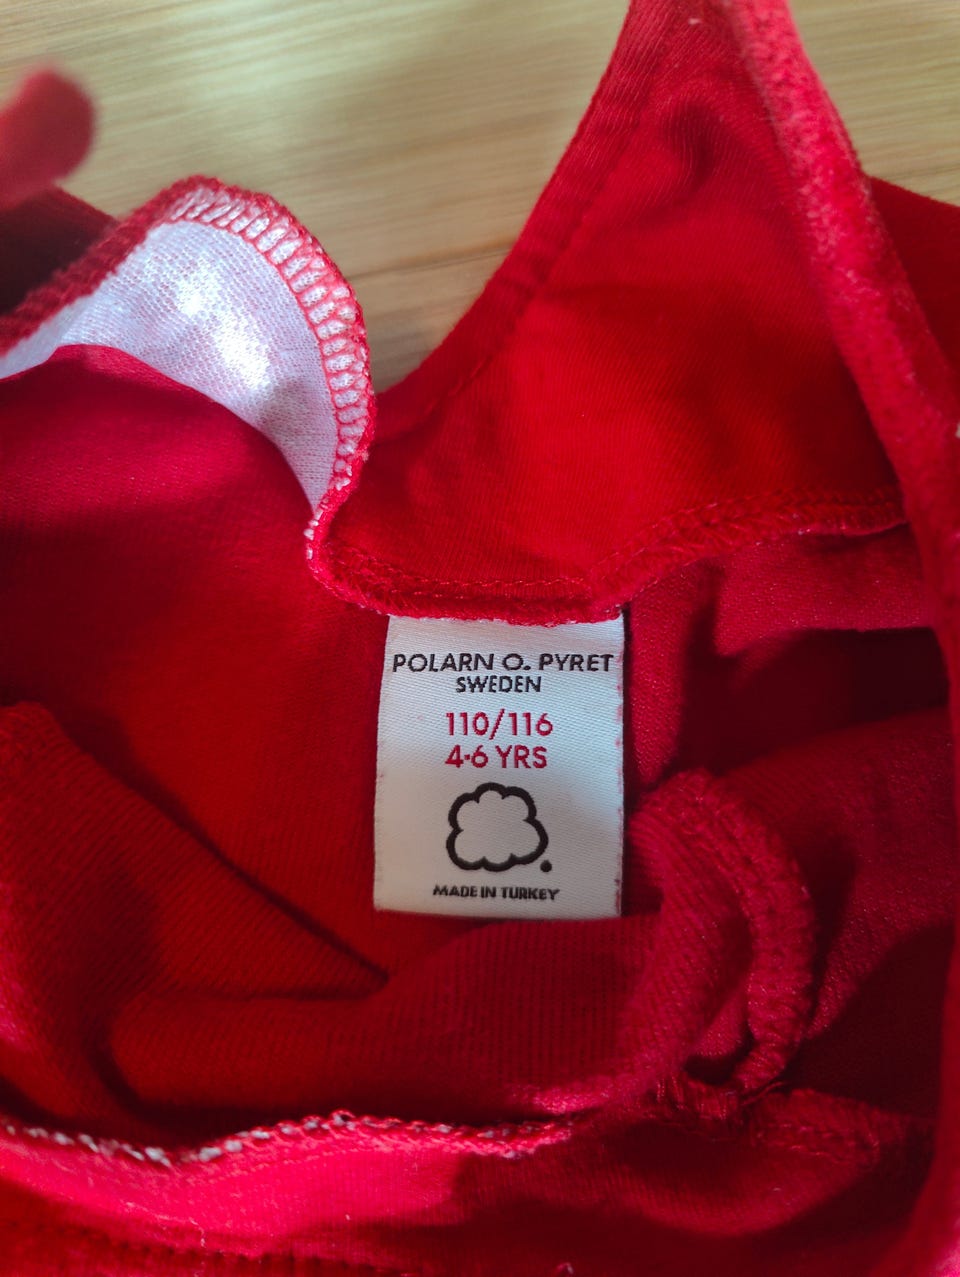 POLARN O. PYRET
SWEDEN
110/116
4-6 YRS
MADE IN TURKEY